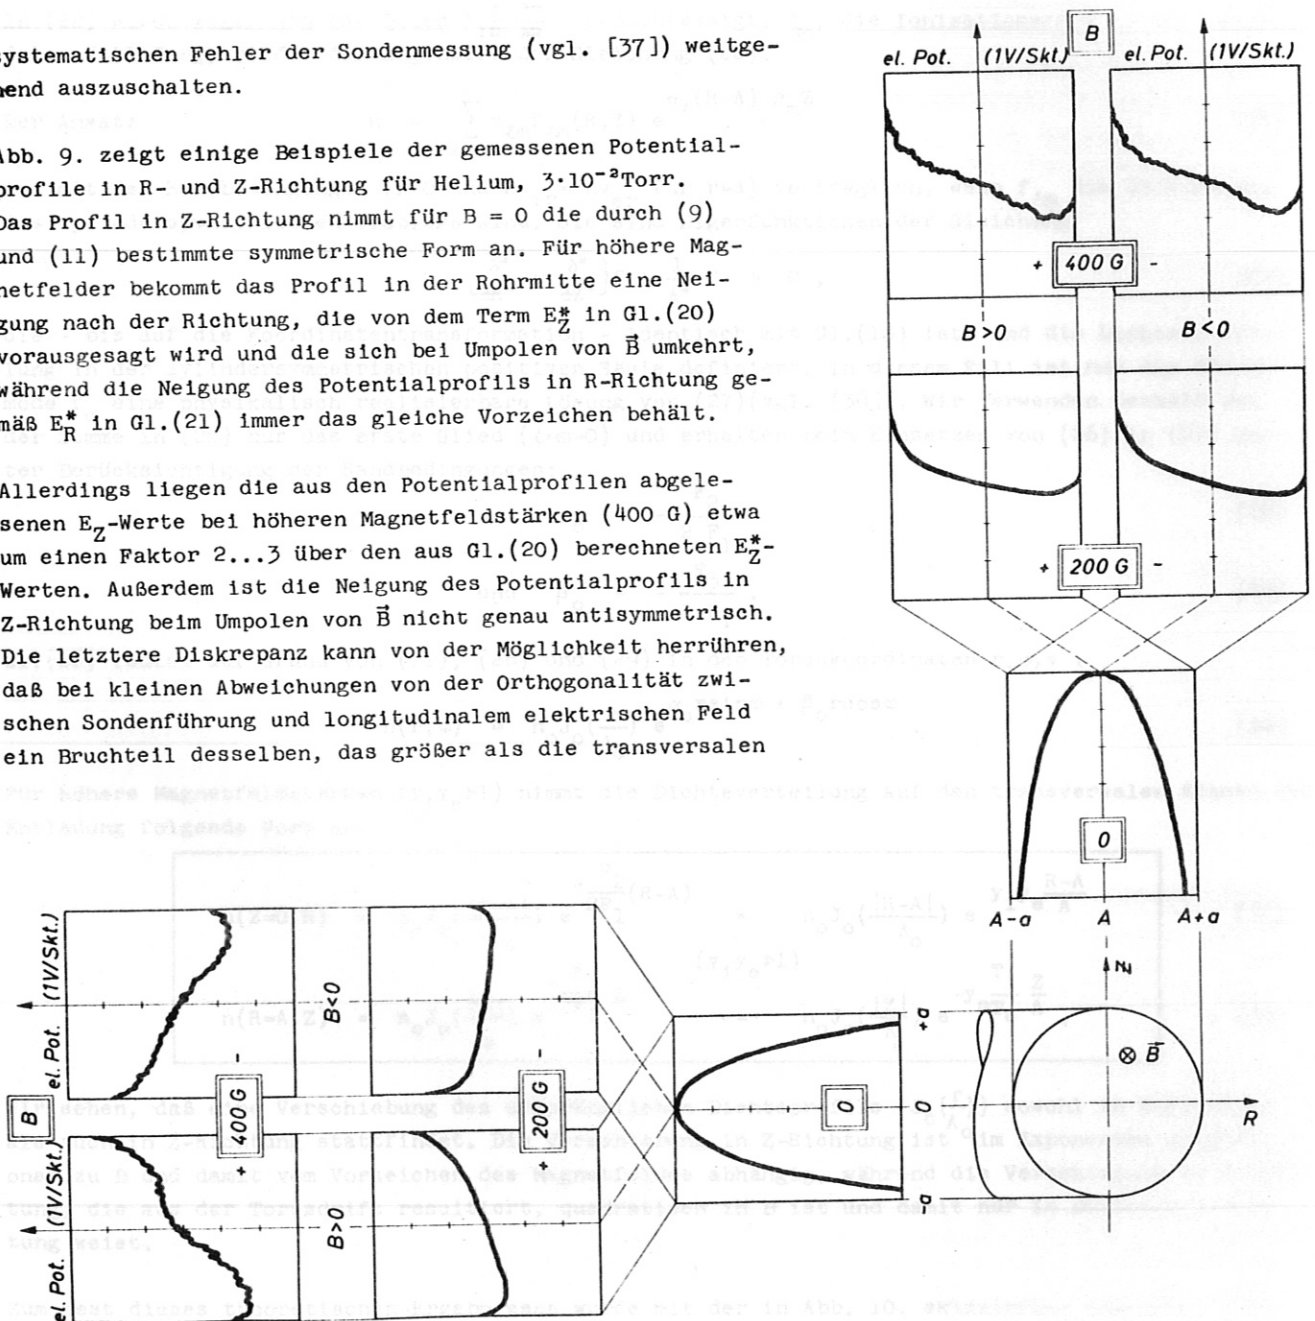 systematischen Fehler der Sondenmessung (vgl. [37]) weitge-
hend auszuschalten.
Abb. 9. zeigt einige Beispiele der gemessenen Potential-
profile in R- und Z-Richtung für Helium, 3·10⁻²Torr.
Das Profil in Z-Richtung nimmt für B = 0 die durch (9)
und (11) bestimmte symmetrische Form an. Für höhere Mag-
netfelder bekommt das Profil in der Rohrmitte eine Nei-
gung nach der Richtung, die von dem Term E*_Z in Gl.(20)
vorausgesagt wird und die sich bei Umpolen von B⃗ umkehrt,
während die Neigung des Potentialprofils in R-Richtung ge-
mäß E*_R in Gl.(21) immer das gleiche Vorzeichen behält.
Allerdings liegen die aus den Potentialprofilen abgele-
senen E_Z-Werte bei höheren Magnetfeldstärken (400 G) etwa
um einen Faktor 2...3 über den aus Gl.(20) berechneten E*_Z-
Werten. Außerdem ist die Neigung des Potentialprofils in
Z-Richtung beim Umpolen von B⃗ nicht genau antisymmetrisch.
Die letztere Diskrepanz kann von der Möglichkeit herrühren,
daß bei kleinen Abweichungen von der Orthogonalität zwi-
schen Sondenführung und longitudinalem elektrischen Feld
ein Bruchteil desselben, das größer als die transversalen
B
el. Pot. (1V/Skt.) el. Pot. (1V/Skt.)
+ 400 G -
B>0 B<0
+ 200 G -
0
A-a A A+a
Z
⊗ B⃗
R
B
el. Pot. (1V/Skt.) el. Pot. (1V/Skt.)
+ 400 G -
B>0 B<0
+ 200 G -
0
-a 0 +a